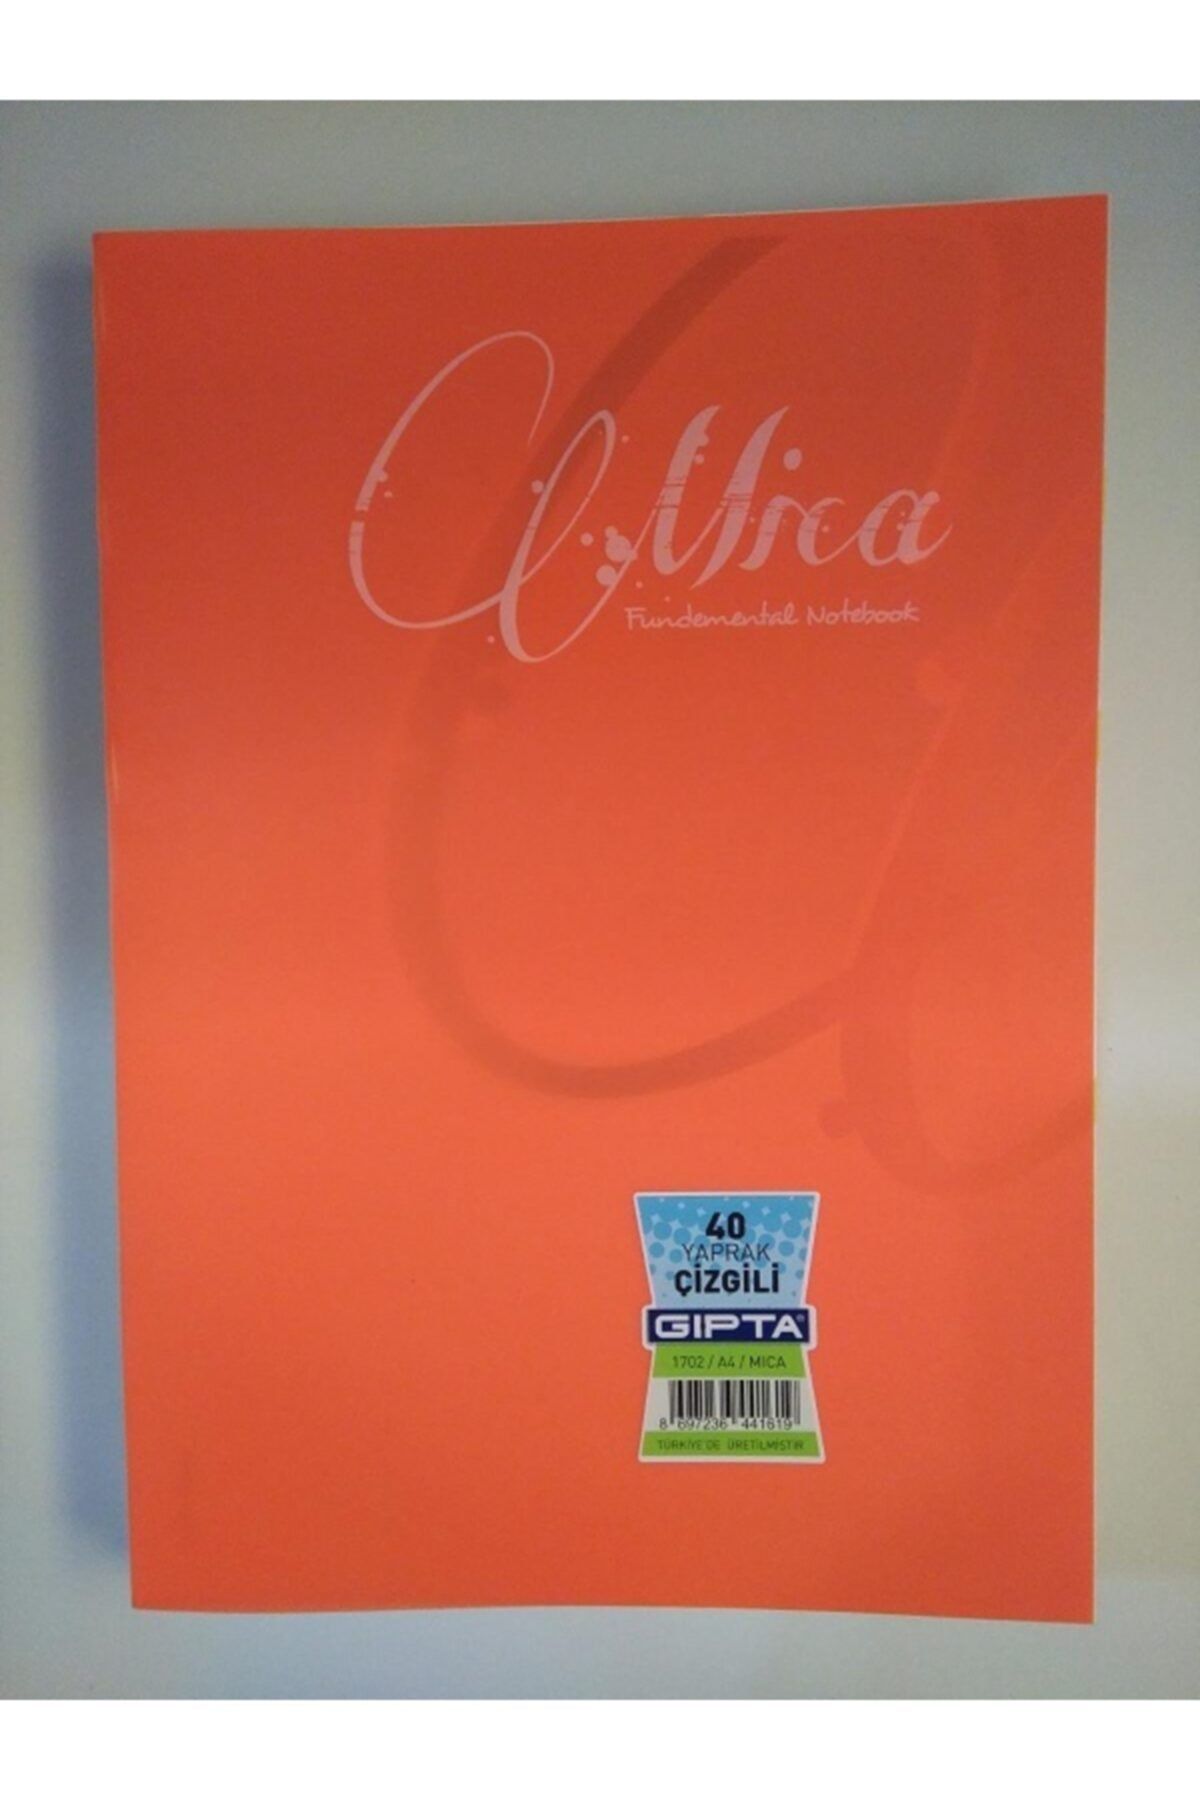 Mica
Fundemental Notebook
40
YAPRAK
ÇİZGİLİ
GIPTA®
1702 / A4 / MICA
8 697236 441619
TÜRKİYE'DE ÜRETİLMİŞTİR